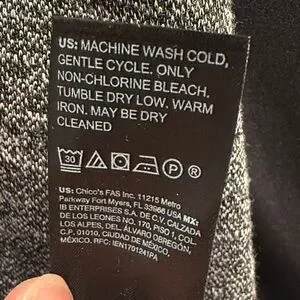 US: MACHINE WASH COLD,
GENTLE CYCLE. ONLY
NON-CHLORINE BLEACH.
TUMBLE DRY LOW. WARM
IRON. MAY BE DRY
CLEANED
30 P ®
US: Chico's FAS Inc. 11215 Metro
Parkway Fort Myers, FL 33966 USA MX:
IB ENTERPRISES S.A. DE C.V. CALZADA
DE LOS LEONES NO. 170, PISO I, COL.
LOS ALPES, DEL. ÁLVARO OBREGÓN,
C.P. 01010, CIUDAD DE MÉXICO,
MÉXICO. RFC: IEN1701241PA